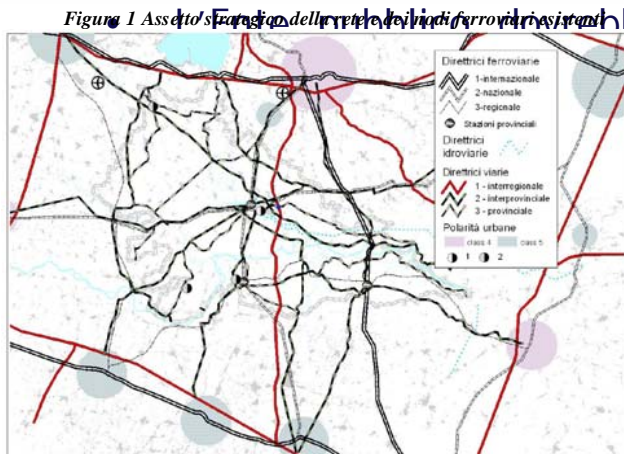 Figura 1 Assetto strategico della rete e dei nodi ferroviari esistenti
• L'Ente
Direttrici ferroviarie
1-internazionale
2-nazionale
3-regionale
Stazioni provinciali
Direttrici
idroviarie
Direttrici viarie
1 - interregionale
2 - interprovinciale
3 - provinciale
Polarità urbane
class 4 class 5
1 2